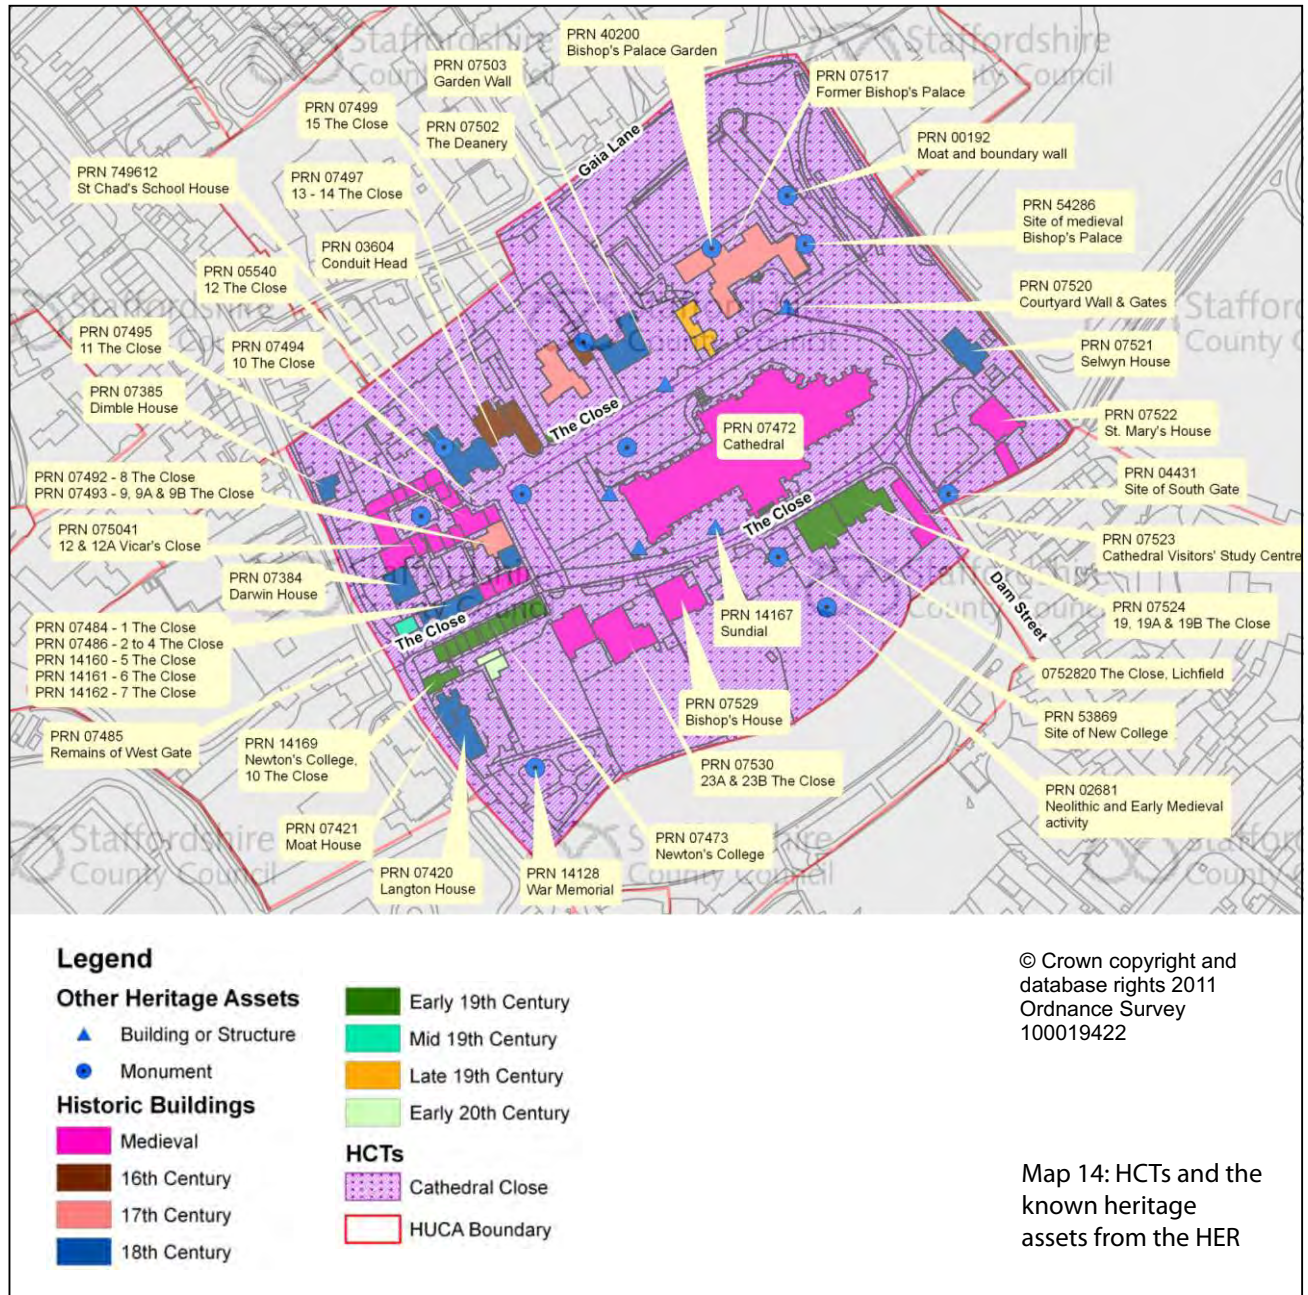 PRN 40200
Bishop's Palace Garden
PRN 07503
Garden Wall
PRN 07517
Former Bishop's Palace
PRN 07499
15 The Close
PRN 07502
The Deanery
PRN 00192
Moat and boundary wall
PRN 749612
St Chad's School House
PRN 07497
13 - 14 The Close
PRN 54286
Site of medieval
Bishop's Palace
PRN 03604
Conduit Head
PRN 05540
12 The Close
PRN 07520
Courtyard Wall & Gates
PRN 07495
11 The Close
PRN 07494
10 The Close
PRN 07521
Selwyn House
PRN 07385
Dimble House
PRN 07522
St. Mary's House
PRN 07472
Cathedral
PRN 07492 - 8 The Close
PRN 07493 - 9, 9A & 9B The Close
PRN 04431
Site of South Gate
PRN 075041
12 & 12A Vicar's Close
PRN 07523
Cathedral Visitors' Study Centre
PRN 07384
Darwin House
PRN 14167
Sundial
PRN 07524
19, 19A & 19B The Close
PRN 07484 - 1 The Close
PRN 07486 - 2 to 4 The Close
PRN 14160 - 5 The Close
PRN 14161 - 6 The Close
PRN 14162 - 7 The Close
0752820 The Close, Lichfield
PRN 07529
Bishop's House
PRN 53869
Site of New College
PRN 07485
Remains of West Gate
PRN 14169
Newton's College,
10 The Close
PRN 07530
23A & 23B The Close
PRN 02681
Neolithic and Early Medieval
activity
PRN 07421
Moat House
PRN 07473
Newton's College
PRN 07420
Langton House
PRN 14128
War Memorial
Gaia Lane
The Close
The Close
The Close
Dam Street
Staffordshire
County Council
Staffordshire
County Council
Staffordshire
County Council
Staffordshire
County Council
Legend
Other Heritage Assets
Building or Structure
Monument
Historic Buildings
Medieval
16th Century
17th Century
18th Century
Early 19th Century
Mid 19th Century
Late 19th Century
Early 20th Century
HCTs
Cathedral Close
HUCA Boundary
© Crown copyright and
database rights 2011
Ordnance Survey
100019422
Map 14: HCTs and the
known heritage
assets from the HER